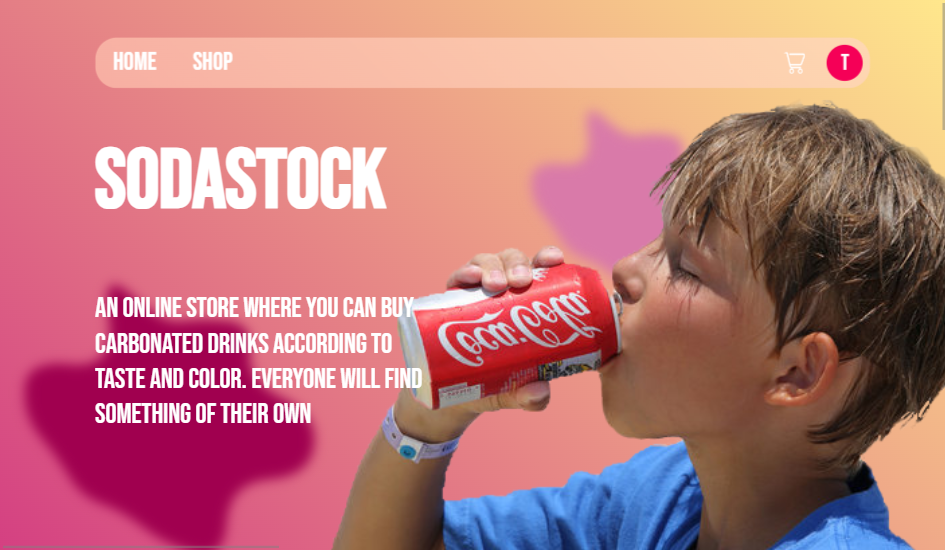 HOME SHOP T
SODASTOCK
AN ONLINE STORE WHERE YOU CAN BUY
CARBONATED DRINKS ACCORDING TO
TASTE AND COLOR. EVERYONE WILL FIND
SOMETHING OF THEIR OWN
Coca-Cola